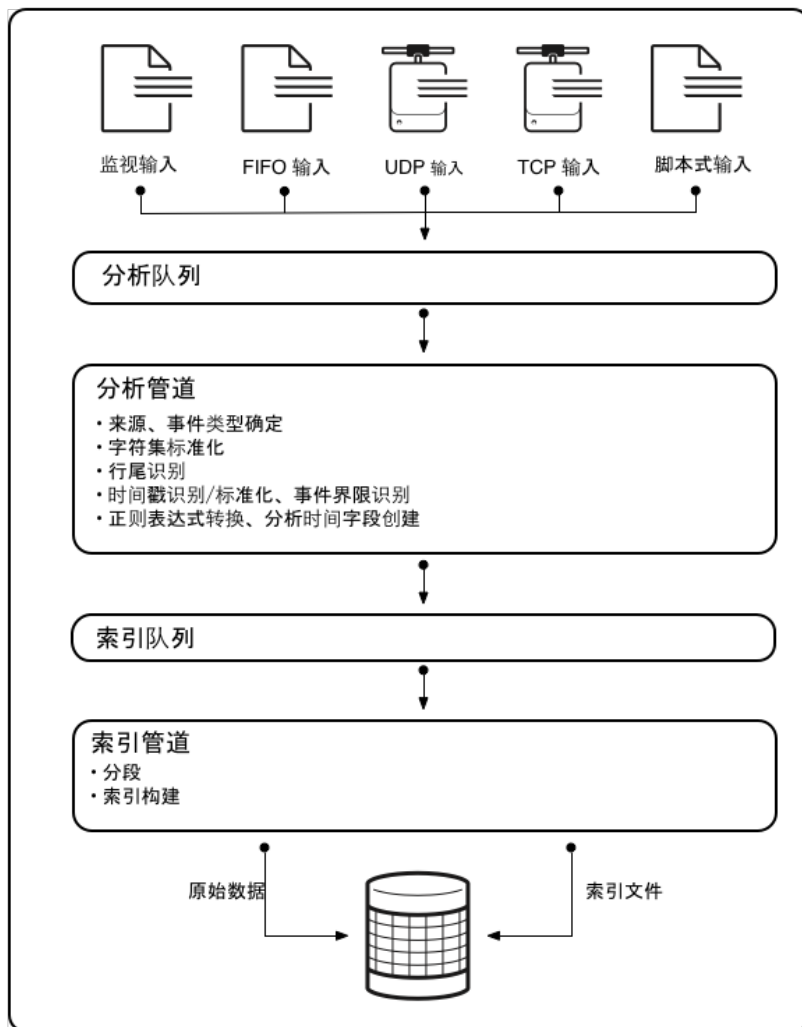 监视输入
FIFO 输入
UDP 输入
TCP 输入
脚本式输入
分析队列
分析管道
• 来源、事件类型确定
• 字符集标准化
• 行尾识别
• 时间戳识别/标准化、事件界限识别
• 正则表达式转换、分析时间字段创建
索引队列
索引管道
• 分段
• 索引构建
原始数据
索引文件